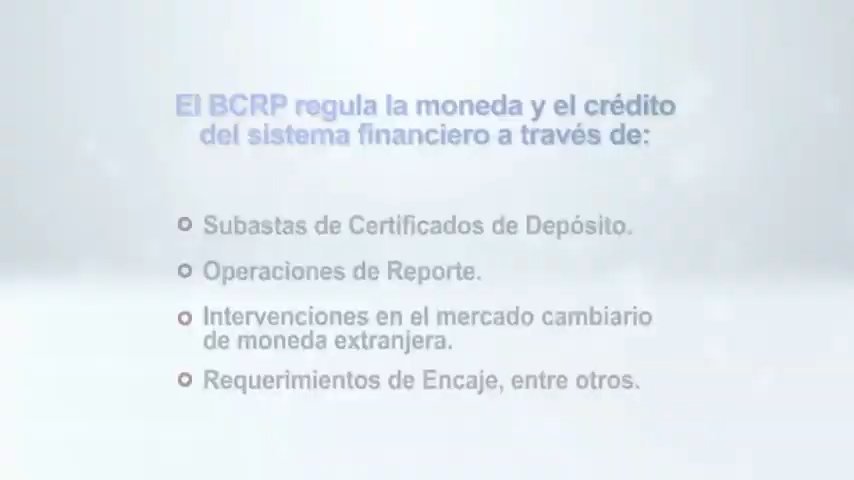 El BCRP regula la moneda y el crédito
del sistema financiero a través de:
Subastas de Certificados de Depósito.
Operaciones de Reporte.
Intervenciones en el mercado cambiario
de moneda extranjera.
Requerimientos de Encaje, entre otros.